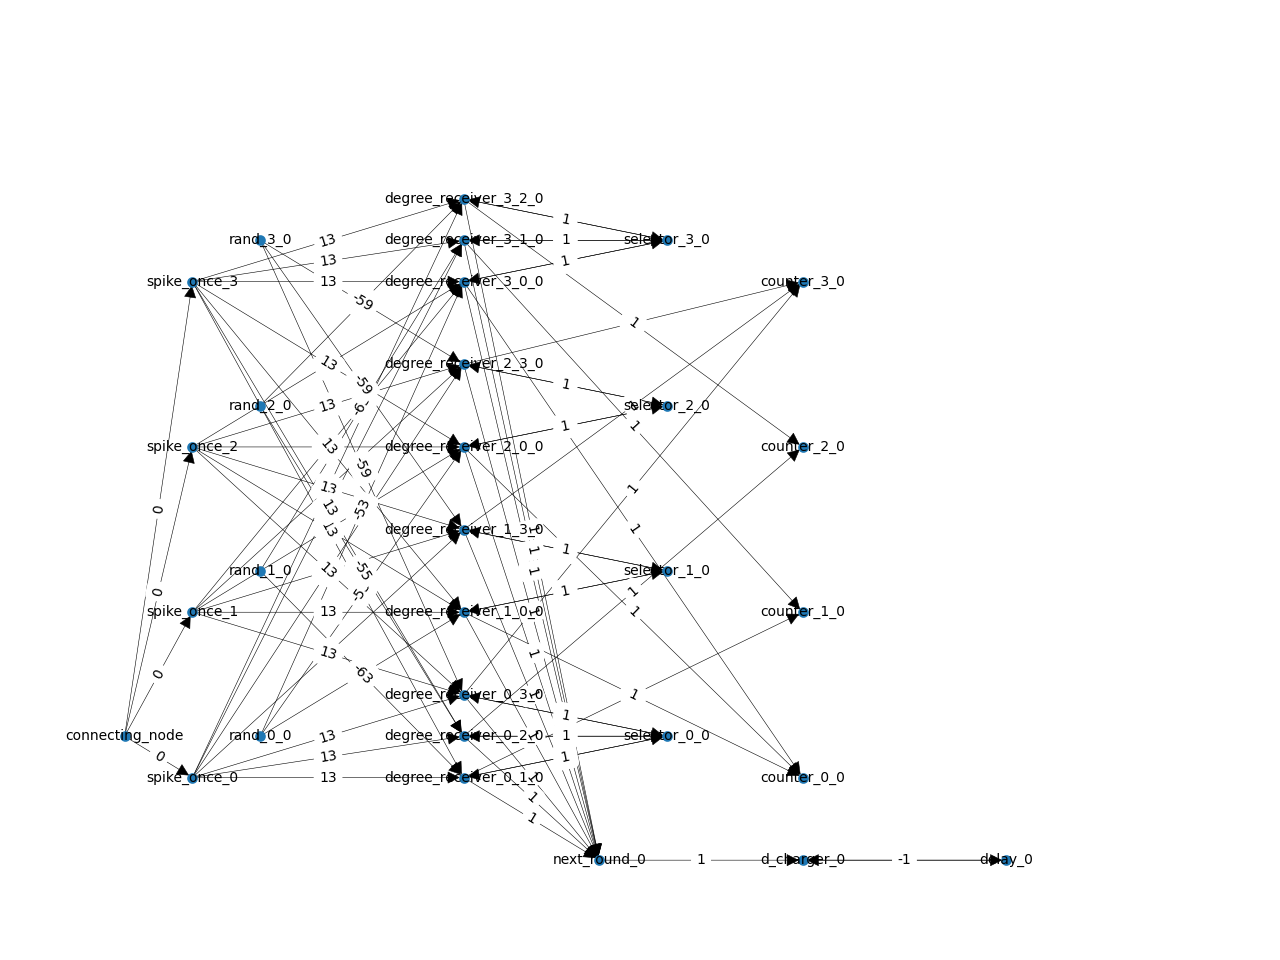 degree_receiver_3_2_0
1
rand_3_0
13
degree_receiver_3_1_0
1
selector_3_0
13
1
spike_once_3
13
degree_receiver_3_0_0
counter_3_0
-59
1
13
degree_receiver_2_3_0
-59
1
rand_2_0
13
selector_2_0
1
1
spike_once_2
13
degree_receiver_2_0_0
counter_2_0
-59
13
1
13
-53
13
degree_receiver_1_3_0
1
1
0
1
1
rand_1_0
13
-55
1
selector_1_0
0
1
1
spike_once_1
13
degree_receiver_1_0_0
1
counter_1_0
13
1
0
-63
degree_receiver_0_3_0
1
1
connecting_node
rand_0_0
13
degree_receiver_0_2_0
1
selector_0_0
0
13
1
spike_once_0
13
degree_receiver_0_1_0
counter_0_0
1
1
next_round_0
1
d_charger_0
-1
delay_0